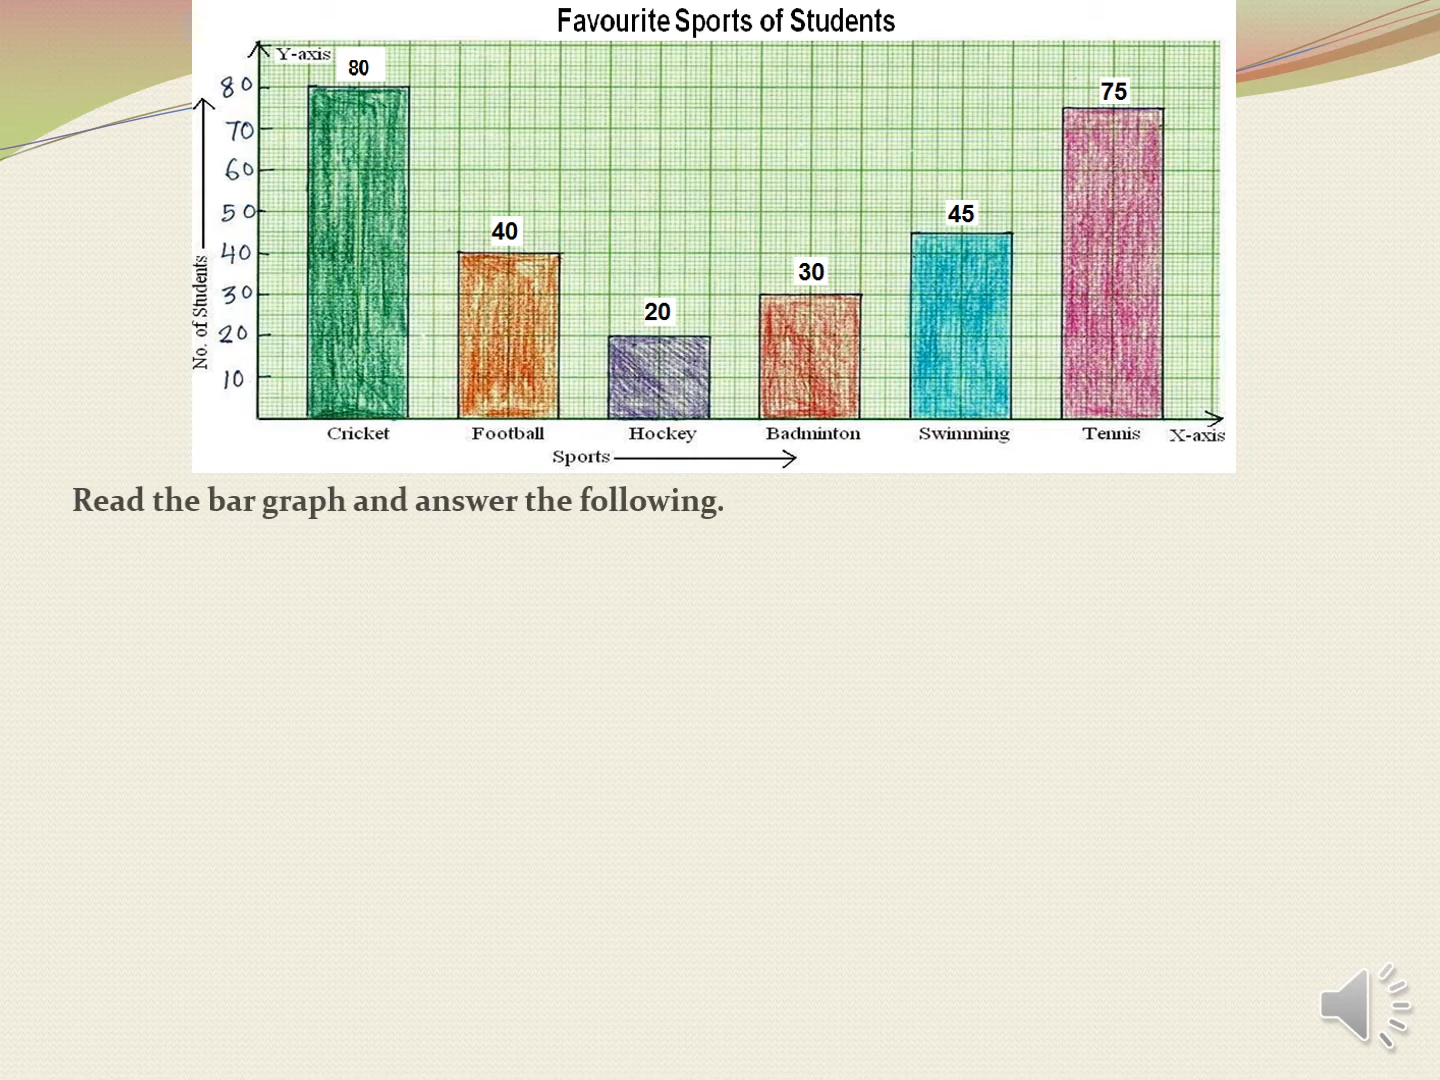 Favourite Sports of Students
Y-axis
80
75
40
45
30
20
80
70
60
50
40
30
20
10
No. of Students
Cricket Football Hockey Badminton Swimming Tennis X-axis
Sports
Read the bar graph and answer the following.